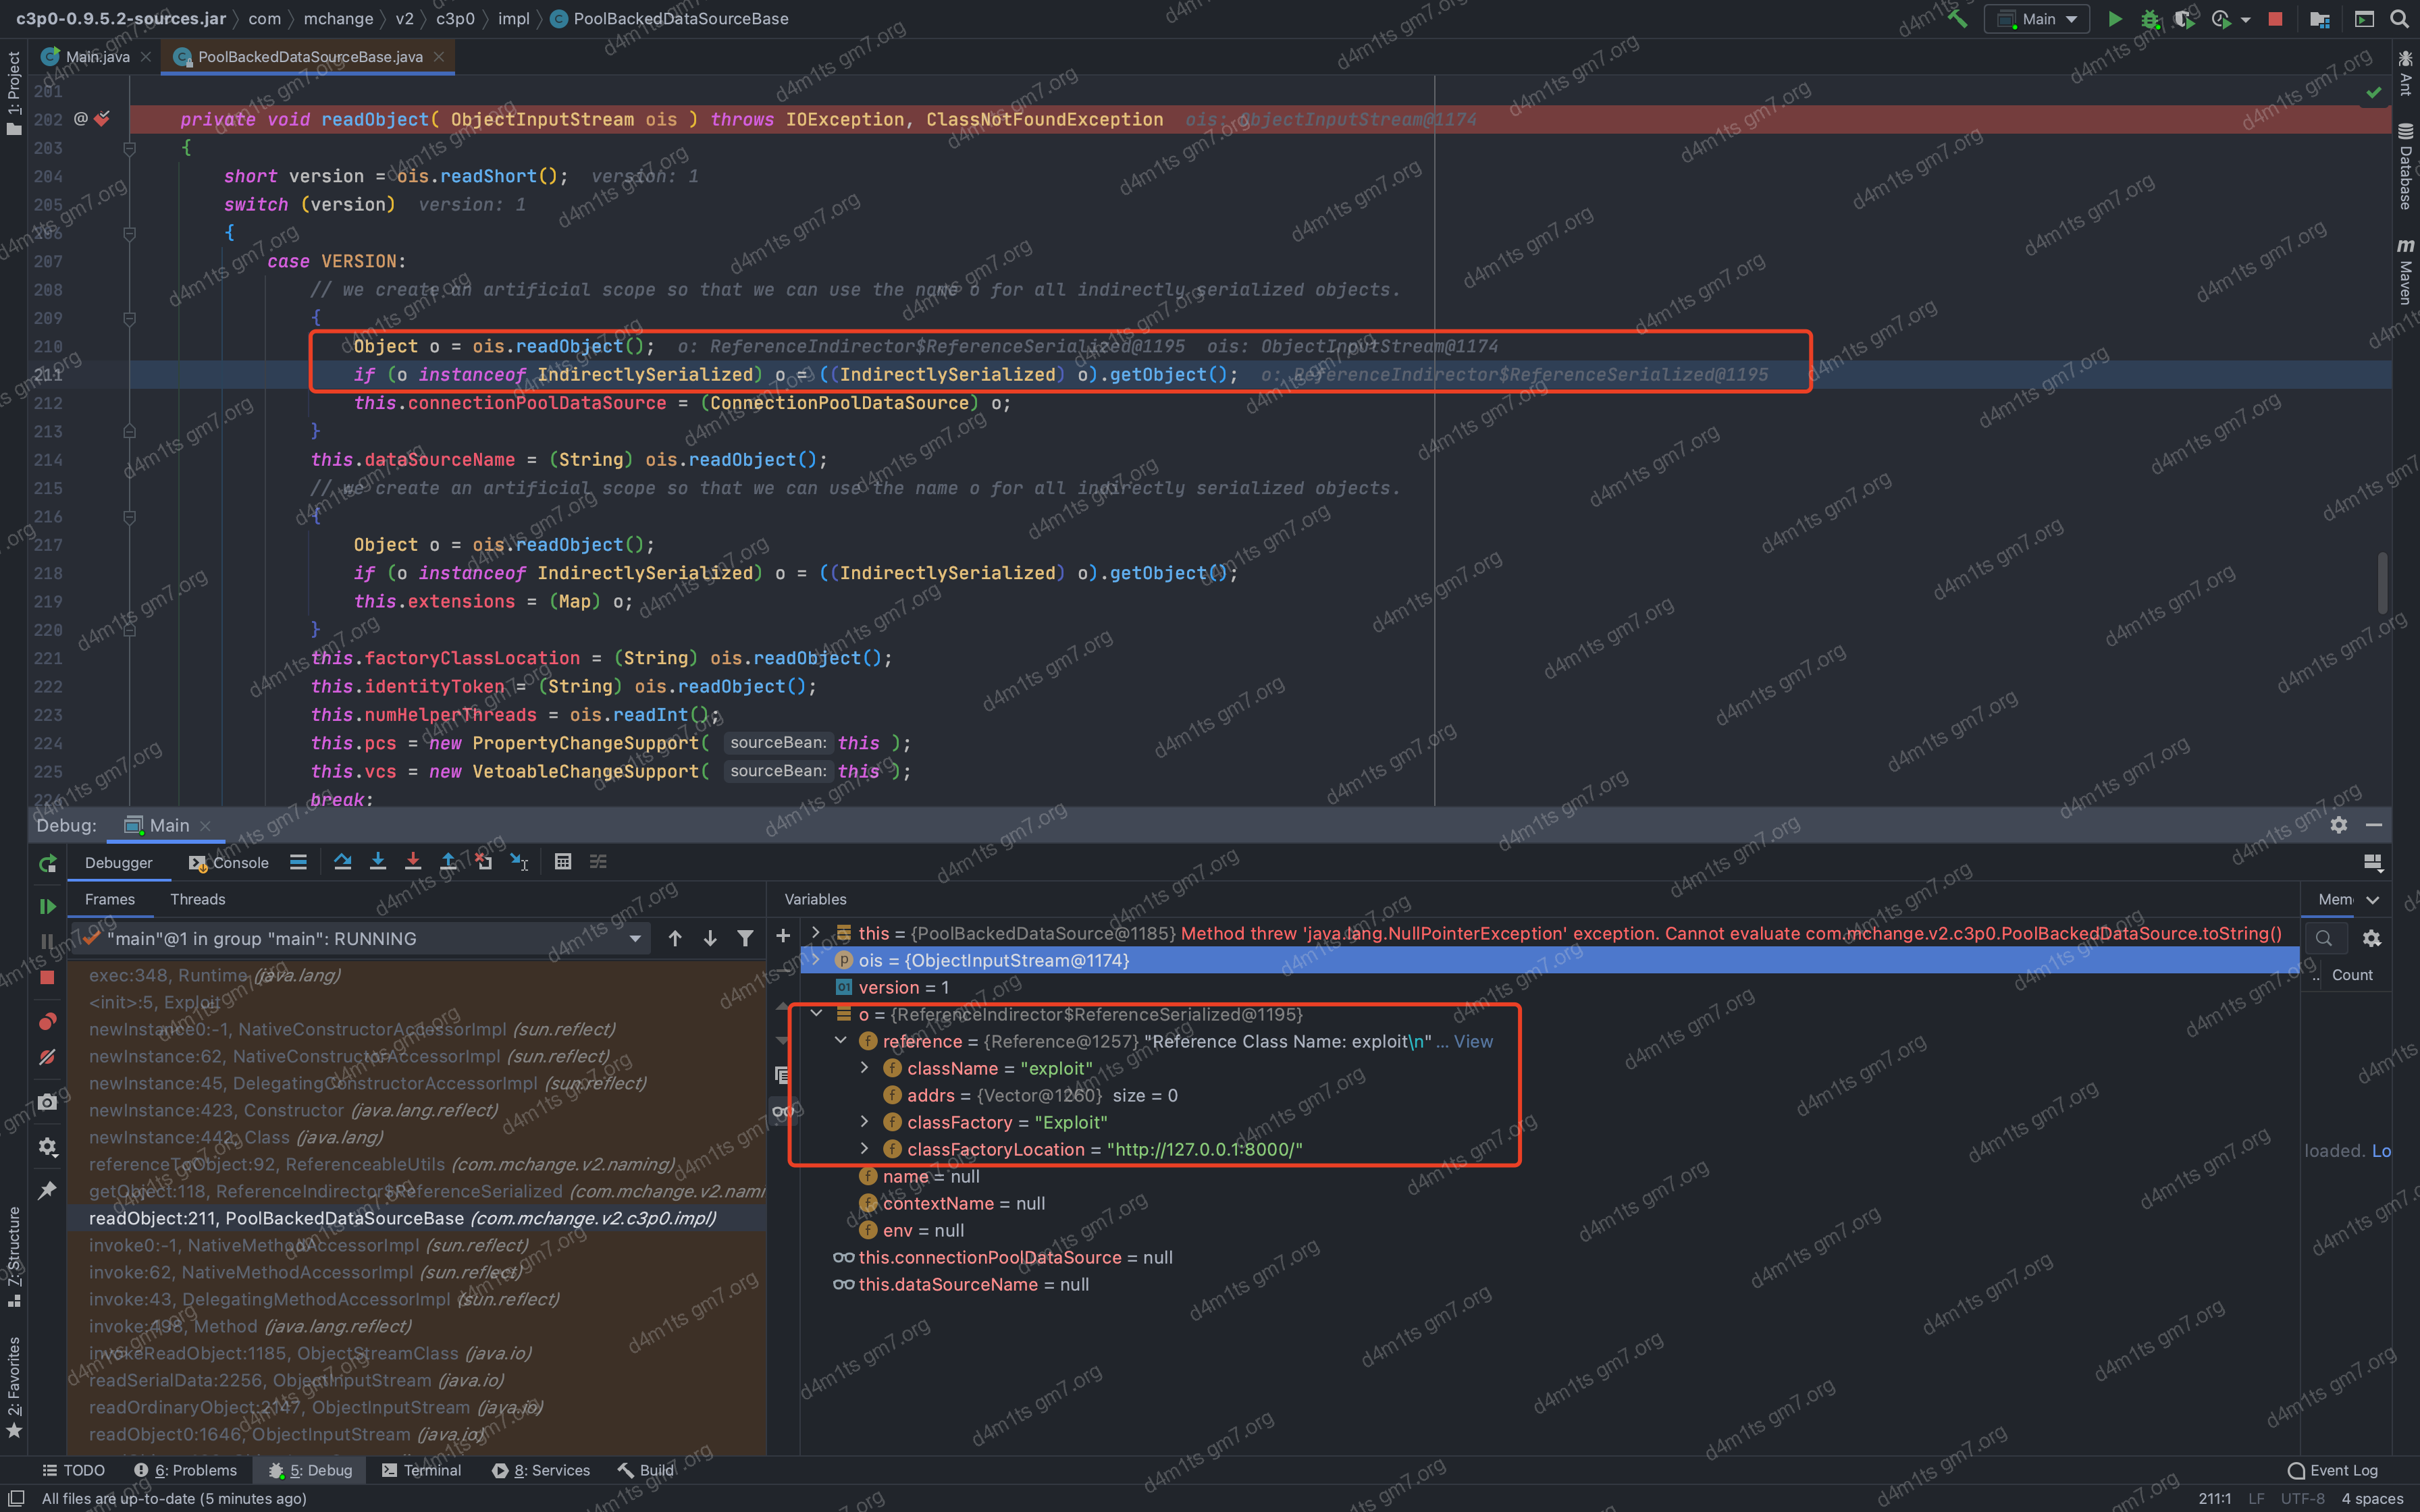 c3p0-0.9.5.2-sources.jar com mchange v2 c3p0 impl PoolBackedDataSourceBase
Main
Main.java PoolBackedDataSourceBase.java
1: Project
Ant
Database
Maven
201
202 @ private void readObject( ObjectInputStream ois ) throws IOException, ClassNotFoundException ois: ObjectInputStream@1174
203 {
204 short version = ois.readShort(); version: 1
205 switch (version) version: 1
206 {
207 case VERSION:
208 // we create an artificial scope so that we can use the name o for all indirectly serialized objects.
209 {
210 Object o = ois.readObject(); o: ReferenceIndirector$ReferenceSerialized@1195 ois: ObjectInputStream@1174
211 if (o instanceof IndirectlySerialized) o = ((IndirectlySerialized) o).getObject(); o: ReferenceIndirector$ReferenceSerialized@1195
212 this.connectionPoolDataSource = (ConnectionPoolDataSource) o;
213 }
214 this.dataSourceName = (String) ois.readObject();
215 // we create an artificial scope so that we can use the name o for all indirectly serialized objects.
216 {
217 Object o = ois.readObject();
218 if (o instanceof IndirectlySerialized) o = ((IndirectlySerialized) o).getObject();
219 this.extensions = (Map) o;
220 }
221 this.factoryClassLocation = (String) ois.readObject();
222 this.identityToken = (String) ois.readObject();
223 this.numHelperThreads = ois.readInt();
224 this.pcs = new PropertyChangeSupport( sourceBean: this );
225 this.vcs = new VetoableChangeSupport( sourceBean: this );
226 break;
Debug: Main
Debugger Console
Frames Threads
Variables
Mem
"main"@1 in group "main": RUNNING
exec:348, Runtime (java.lang)
<init>:5, Exploit
newInstance0:-1, NativeConstructorAccessorImpl (sun.reflect)
newInstance:62, NativeConstructorAccessorImpl (sun.reflect)
newInstance:45, DelegatingConstructorAccessorImpl (sun.reflect)
newInstance:423, Constructor (java.lang.reflect)
newInstance:442, Class (java.lang)
referenceToObject:92, ReferenceableUtils (com.mchange.v2.naming)
getObject:118, ReferenceIndirector$ReferenceSerialized (com.mchange.v2.nami
readObject:211, PoolBackedDataSourceBase (com.mchange.v2.c3p0.impl)
invoke0:-1, NativeMethodAccessorImpl (sun.reflect)
invoke:62, NativeMethodAccessorImpl (sun.reflect)
invoke:43, DelegatingMethodAccessorImpl (sun.reflect)
invoke:498, Method (java.lang.reflect)
invokeReadObject:1185, ObjectStreamClass (java.io)
readSerialData:2256, ObjectInputStream (java.io)
readOrdinaryObject:2147, ObjectInputStream (java.io)
readObject0:1646, ObjectInputStream (java.io)
this = {PoolBackedDataSource@1185} Method threw 'java.lang.NullPointerException' exception. Cannot evaluate com.mchange.v2.c3p0.PoolBackedDataSource.toString()
ois = {ObjectInputStream@1174}
version = 1
o = {ReferenceIndirector$ReferenceSerialized@1195}
reference = {Reference@1257} "Reference Class Name: exploit\n" ... View
className = "exploit"
addrs = {Vector@1260} size = 0
classFactory = "Exploit"
classFactoryLocation = "http://127.0.0.1:8000/"
name = null
contextName = null
env = null
this.connectionPoolDataSource = null
this.dataSourceName = null
.. Count
loaded. Lo
7: Structure
2: Favorites
TODO 6: Problems 5: Debug Terminal 8: Services Build Event Log
All files are up-to-date (5 minutes ago) 211:1 LF UTF-8 4 spaces
d4m1ts gm7.org